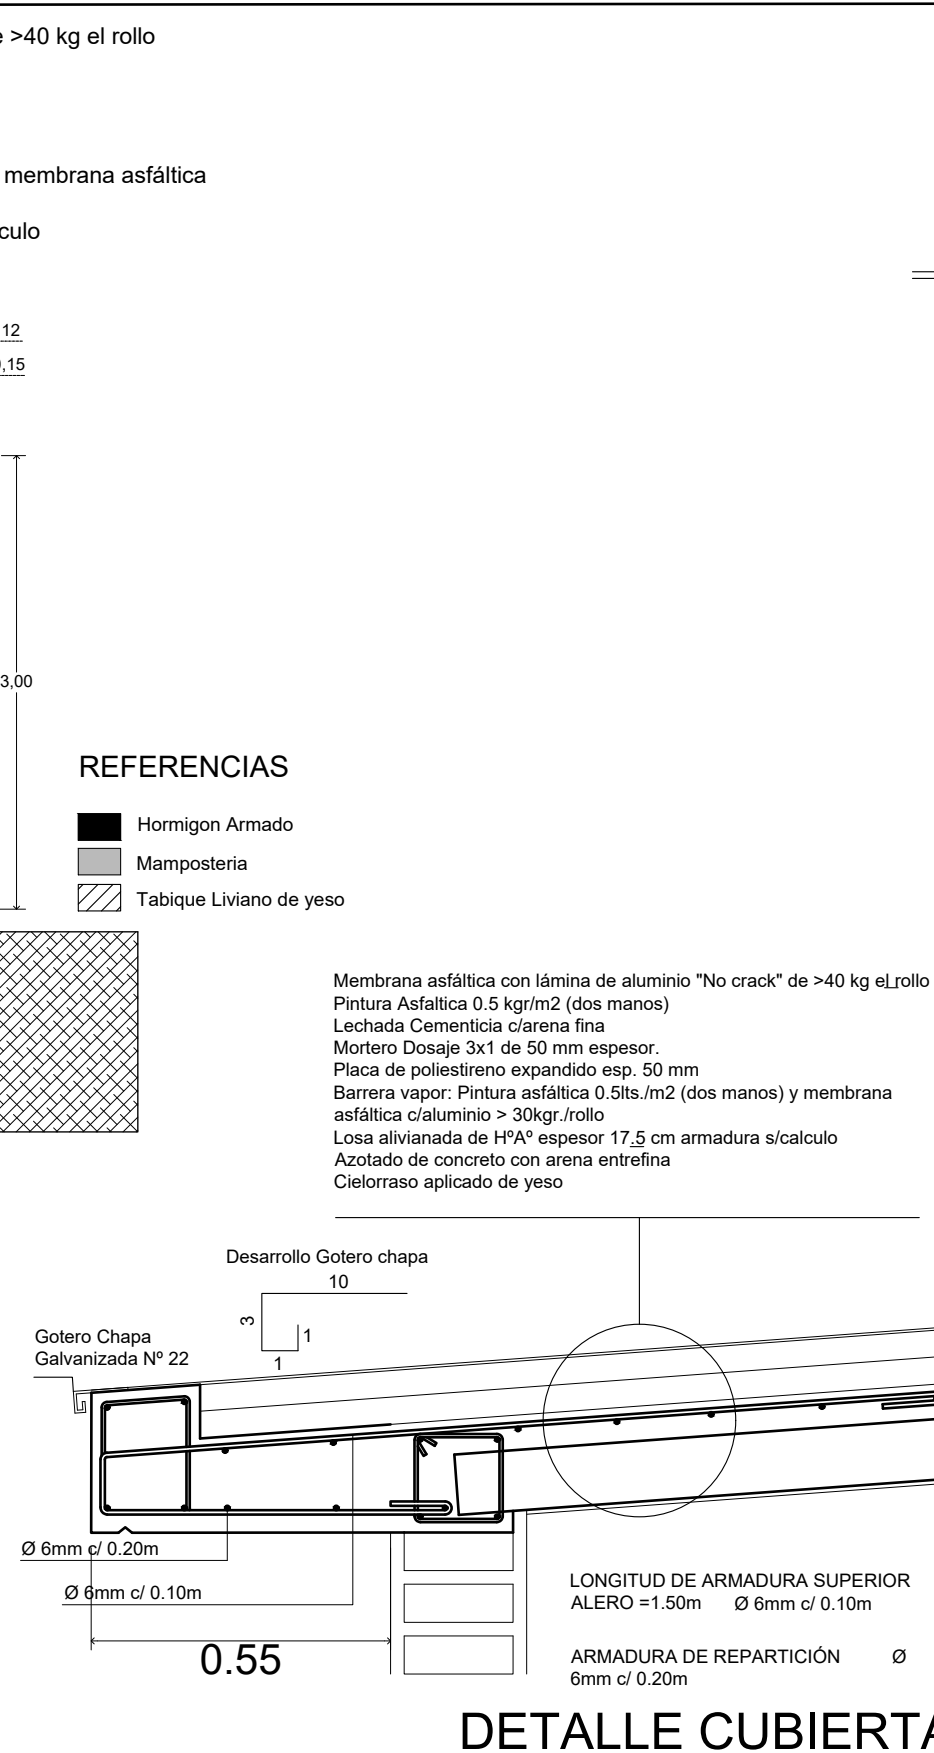 >40 kg el rollo
membrana asfáltica
culo
12
,15
3,00
REFERENCIAS
Hormigon Armado
Mamposteria
Tabique Liviano de yeso
Membrana asfáltica con lámina de aluminio "No crack" de >40 kg el rollo
Pintura Asfaltica 0.5 kgr/m2 (dos manos)
Lechada Cementicia c/arena fina
Mortero Dosaje 3x1 de 50 mm espesor.
Placa de poliestireno expandido esp. 50 mm
Barrera vapor: Pintura asfáltica 0.5lts./m2 (dos manos) y membrana
asfáltica c/aluminio > 30kgr./rollo
Losa alivianada de HºAº espesor 17.5 cm armadura s/calculo
Azotado de concreto con arena entrefina
Cielorraso aplicado de yeso
Desarrollo Gotero chapa
10
3
1
1
Gotero Chapa
Galvanizada Nº 22
Ø 6mm c/ 0.20m
Ø 6mm c/ 0.10m
0.55
LONGITUD DE ARMADURA SUPERIOR
ALERO =1.50m Ø 6mm c/ 0.10m
ARMADURA DE REPARTICIÓN Ø
6mm c/ 0.20m
DETALLE CUBIERTA